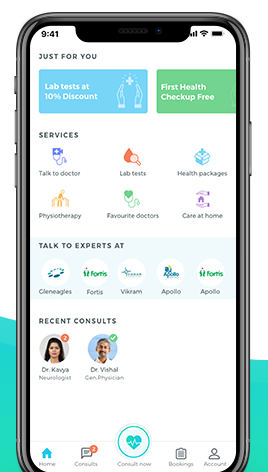 9:41
JUST FOR YOU
Lab tests at
10% Discount
First Health
Checkup Free
SERVICES
Talk to doctor
Lab tests
Health packages
Physiotherapy
Favourite doctors
Care at home
TALK TO EXPERTS AT
Fortis
Apollo
Fortis
Gleneagles
Fortis
Vikram
Apollo
Apollo
RECENT CONSULTS
2
Dr. Kavya
Neurologist
Dr. Vishal
Gen.Physician
2
Home
Consults
Consult now
Bookings
Account